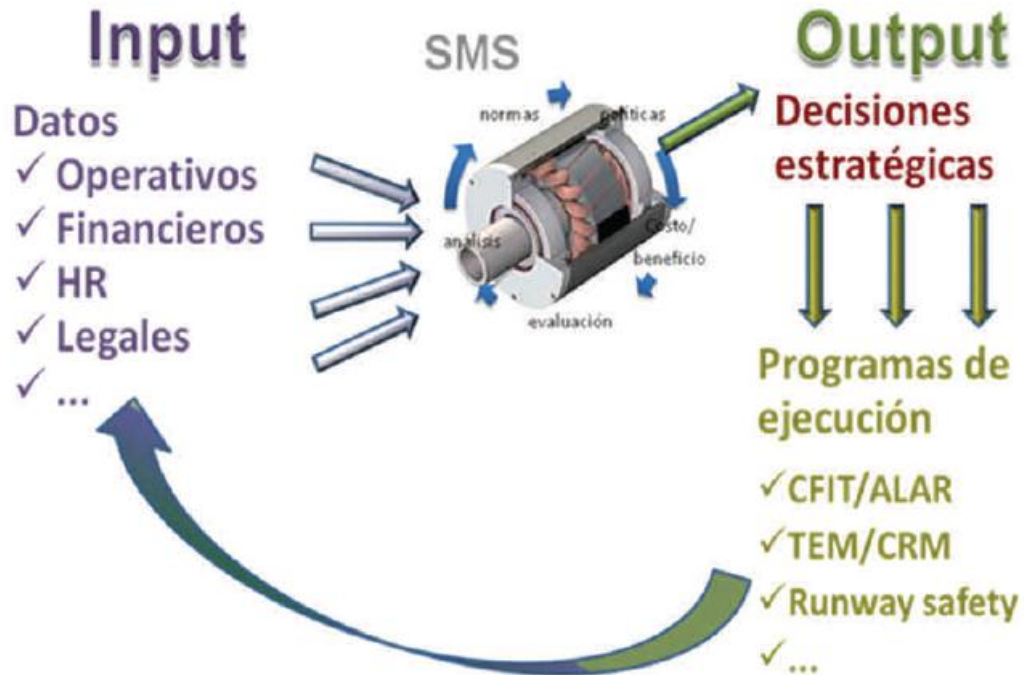 Input
SMS
Output
Datos
✓ Operativos
✓ Financieros
✓ HR
✓ Legales
✓ ...
normas
políticas
análisis
Costo/
beneficio
evaluación
Decisiones
estratégicas
Programas de
ejecución
✓CFIT/ALAR
✓TEM/CRM
✓Runway safety
✓...